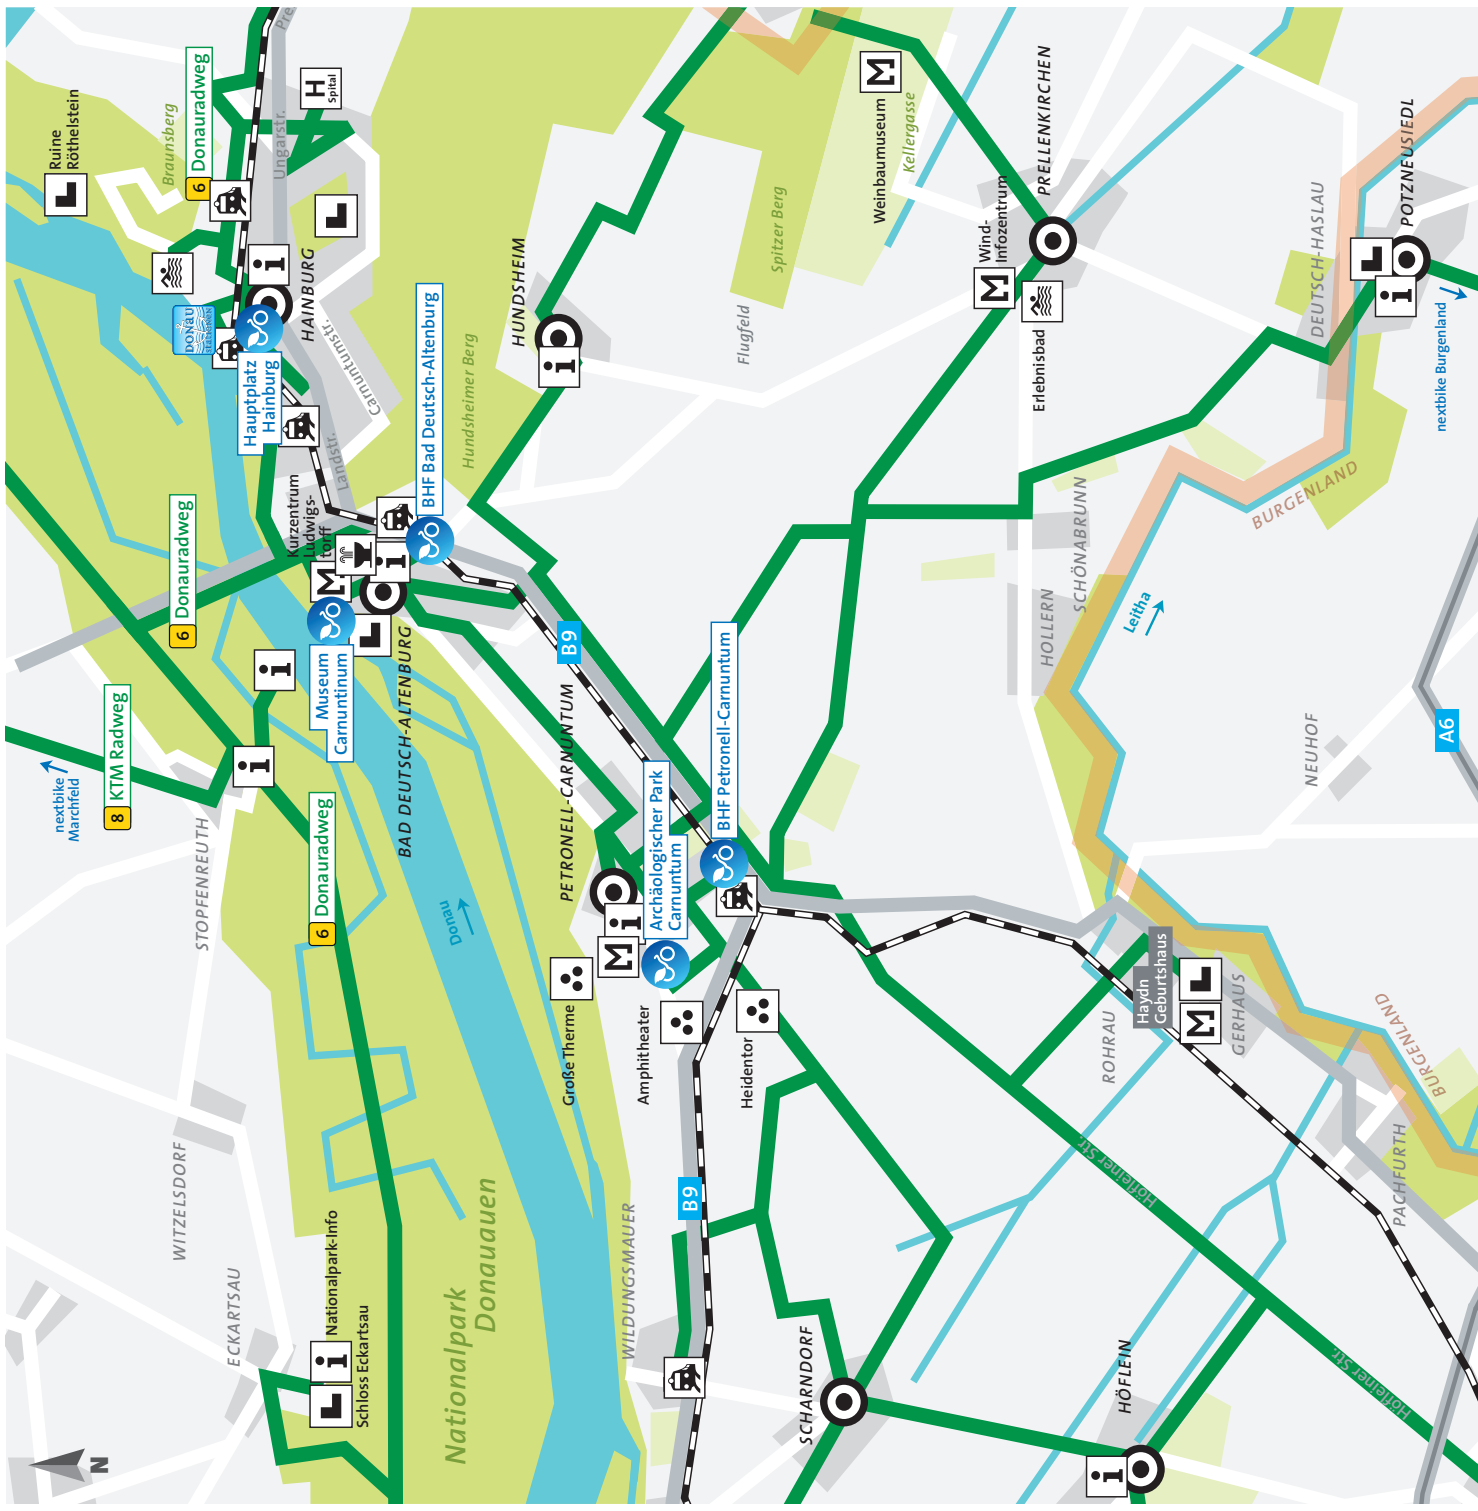 Ruine
Röthelstein
Braunsberg
6
Donauradweg
Ungarstr.
H
Spital
DONAU
HAINBURG
Hauptplatz
Hainburg
Carnuntumstr.
Landstr.
Hundsheimer Berg
HUNDSHEIM
Spitzer Berg
Flugfeld
Weinbaumuseum
M
Kellergasse
PRELLENKIRCHEN
Wind-
Infozentrum
M
Erlebnisbad
DEUTSCH-HASLAU
POTZNEUSIEDL
nextbike Burgenland
BURGENLAND
Kurzentrum
Ludwigs-
torff
BHF Bad Deutsch-Altenburg
M
Museum
Carnuntinum
BAD DEUTSCH-ALTENBURG
6
Donauradweg
8
KTM Radweg
nextbike
Marchfeld
STOPFENREUTH
6
Donauradweg
Donau
B9
PETRONELL-CARNUNTUM
Archäologischer Park
Carnuntum
BHF Petronell-Carnuntum
M
Große Therme
Amphitheater
Heidentor
SCHÖNABRUNN
HOLLERN
Leitha
NEUHOF
A6
Haydn
Geburtshaus
M
ROHRAU
GERHAUS
BURGENLAND
PACHFURTH
Höfleiner Str.
Höfleiner Str.
WITZELSDORF
ECKARTSAU
Nationalpark-Info
Schloss Eckartsau
Nationalpark
Donauauen
WILDUNGSMAUER
B9
SCHARNDORF
HÖFLEIN
N